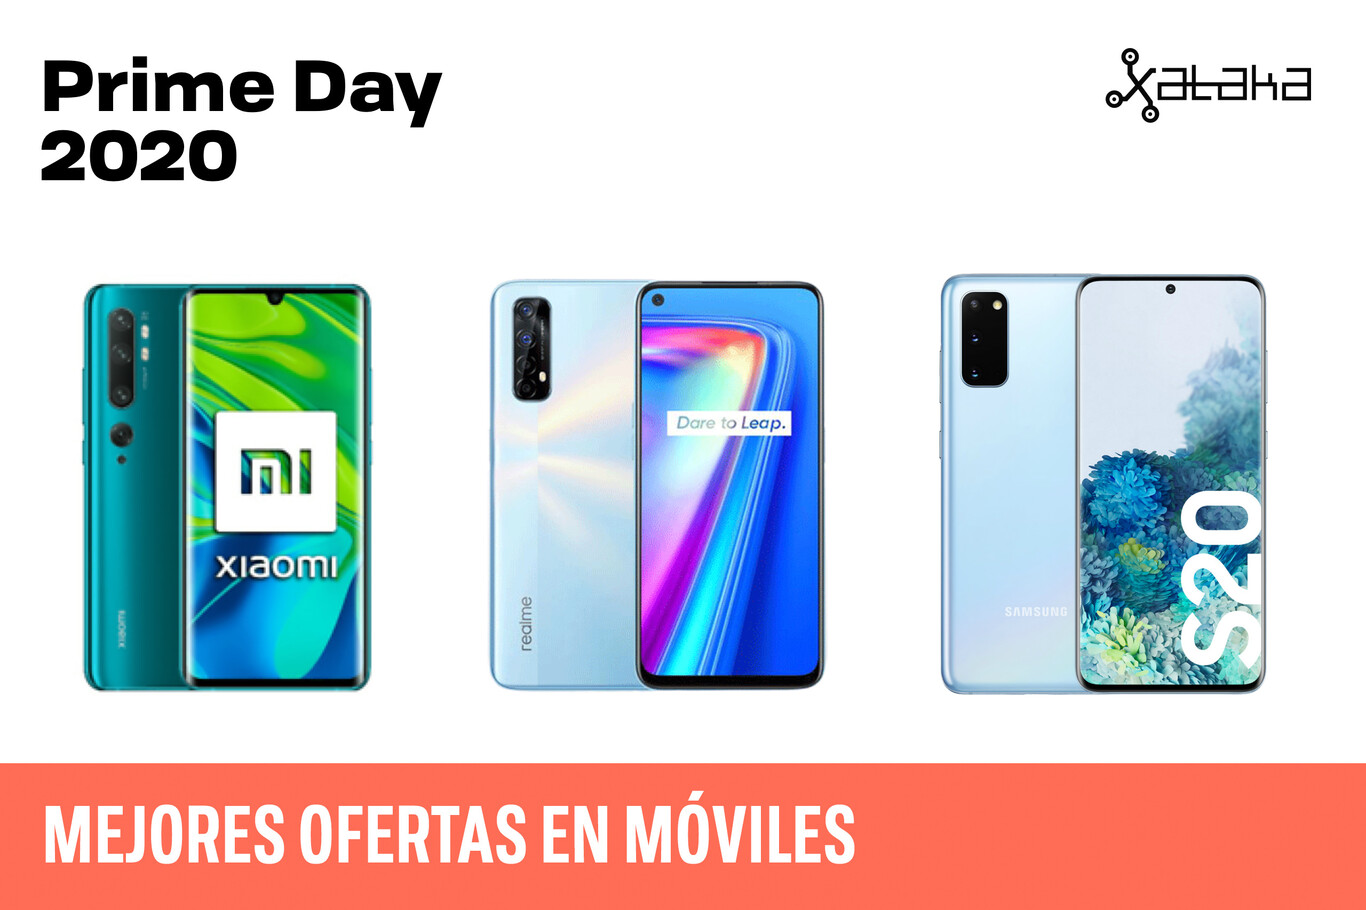 Prime Day
2020
xataka
mi
xiaomi
xiaomi
realme
Dare to Leap.
SAMSUNG
S20
MEJORES OFERTAS EN MÓVILES